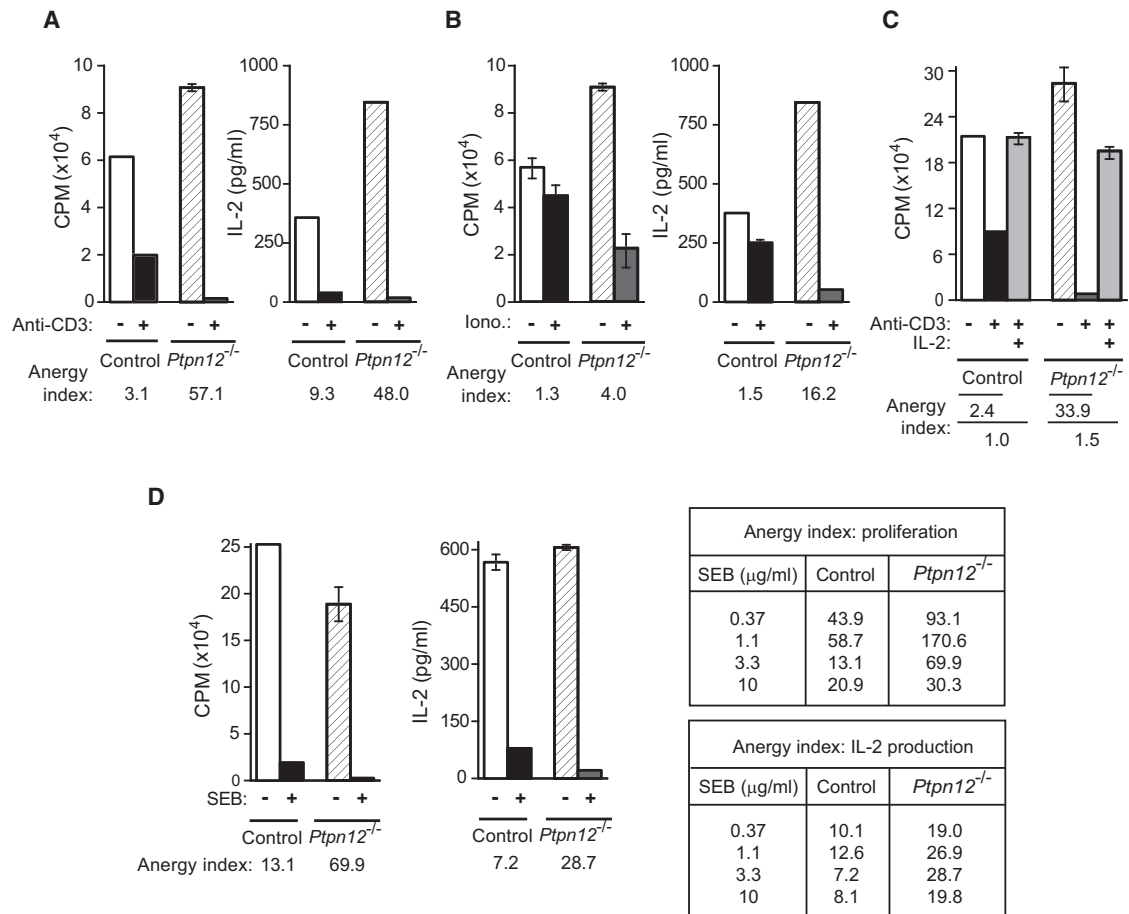 A
B
C
10
8
6
4
2
0
CPM (x10⁴)
1000
750
500
250
0
IL-2 (pg/ml)
Anti-CD3: - + - + - + - +
Control Ptpn12⁻/⁻ Control Ptpn12⁻/⁻
Anergy
index: 3.1 57.1 9.3 48.0
10
8
6
4
2
0
CPM (x10⁴)
1000
750
500
250
0
IL-2 (pg/ml)
Iono.: - + - + - + - +
Control Ptpn12⁻/⁻ Control Ptpn12⁻/⁻
Anergy
index: 1.3 4.0 1.5 16.2
30
24
18
12
6
0
CPM (x10⁴)
Anti-CD3: - + + - + +
IL-2: + +
Control Ptpn12⁻/⁻
Anergy 2.4 33.9
index: 1.0 1.5
D
25
20
15
10
5
0
CPM (x10⁴)
600
450
300
150
0
IL-2 (pg/ml)
SEB: - + - + - + - +
Control Ptpn12⁻/⁻ Control Ptpn12⁻/⁻
Anergy index: 13.1 69.9 7.2 28.7
Anergy index: proliferation
SEB (μg/ml) Control Ptpn12⁻/⁻
0.37 43.9 93.1
1.1 58.7 170.6
3.3 13.1 69.9
10 20.9 30.3
Anergy index: IL-2 production
SEB (μg/ml) Control Ptpn12⁻/⁻
0.37 10.1 19.0
1.1 12.6 26.9
3.3 7.2 28.7
10 8.1 19.8